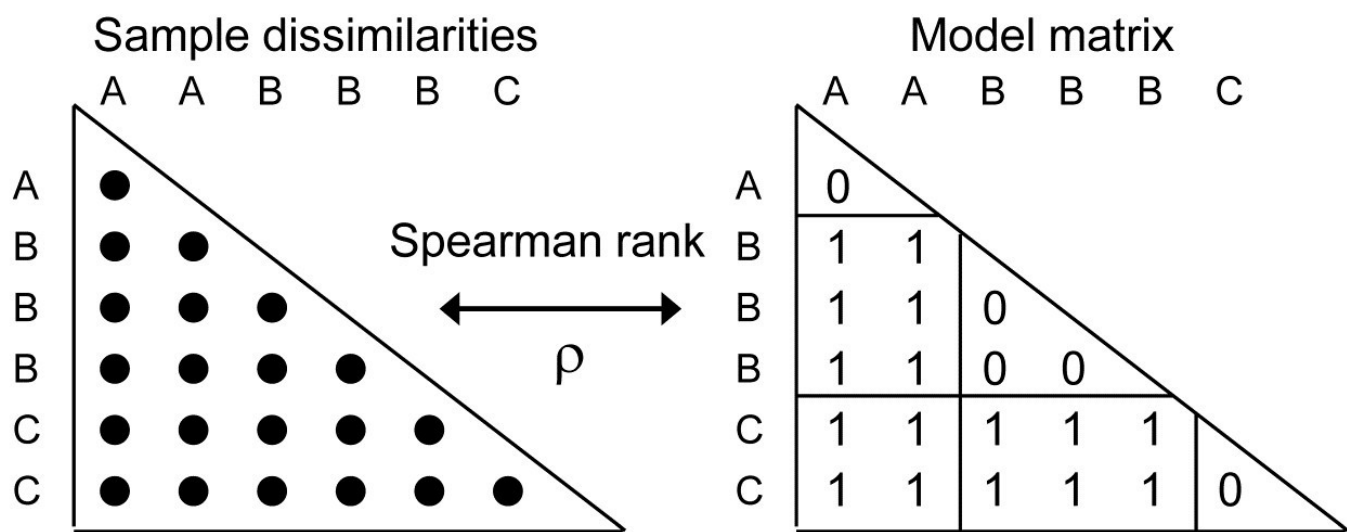 Sample dissimilarities
A A B B B C
A
B
B
B
C
C
Spearman rank
ρ
Model matrix
A A B B B C
A 0
B 1 1
B 1 1 0
B 1 1 0 0
C 1 1 1 1 1
C 1 1 1 1 1 0